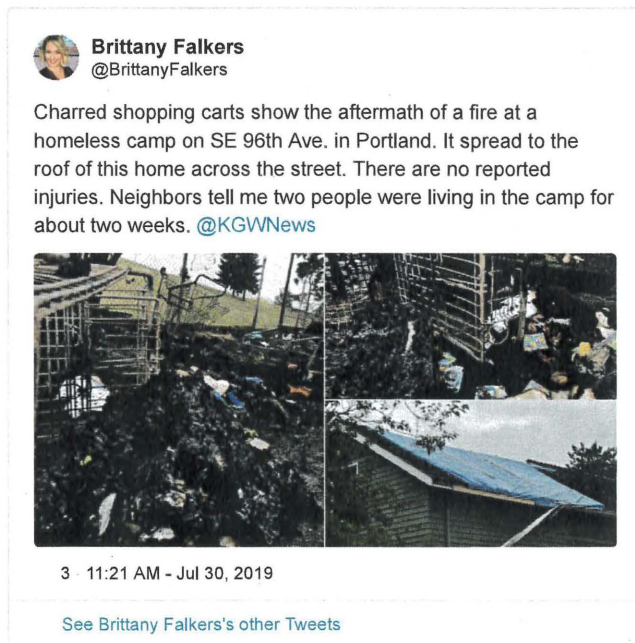 Brittany Falkers
@BrittanyFalkers
Charred shopping carts show the aftermath of a fire at a
homeless camp on SE 96th Ave. in Portland. It spread to the
roof of this home across the street. There are no reported
injuries. Neighbors tell me two people were living in the camp for
about two weeks. @KGWNews
3 11:21 AM - Jul 30, 2019
See Brittany Falkers's other Tweets